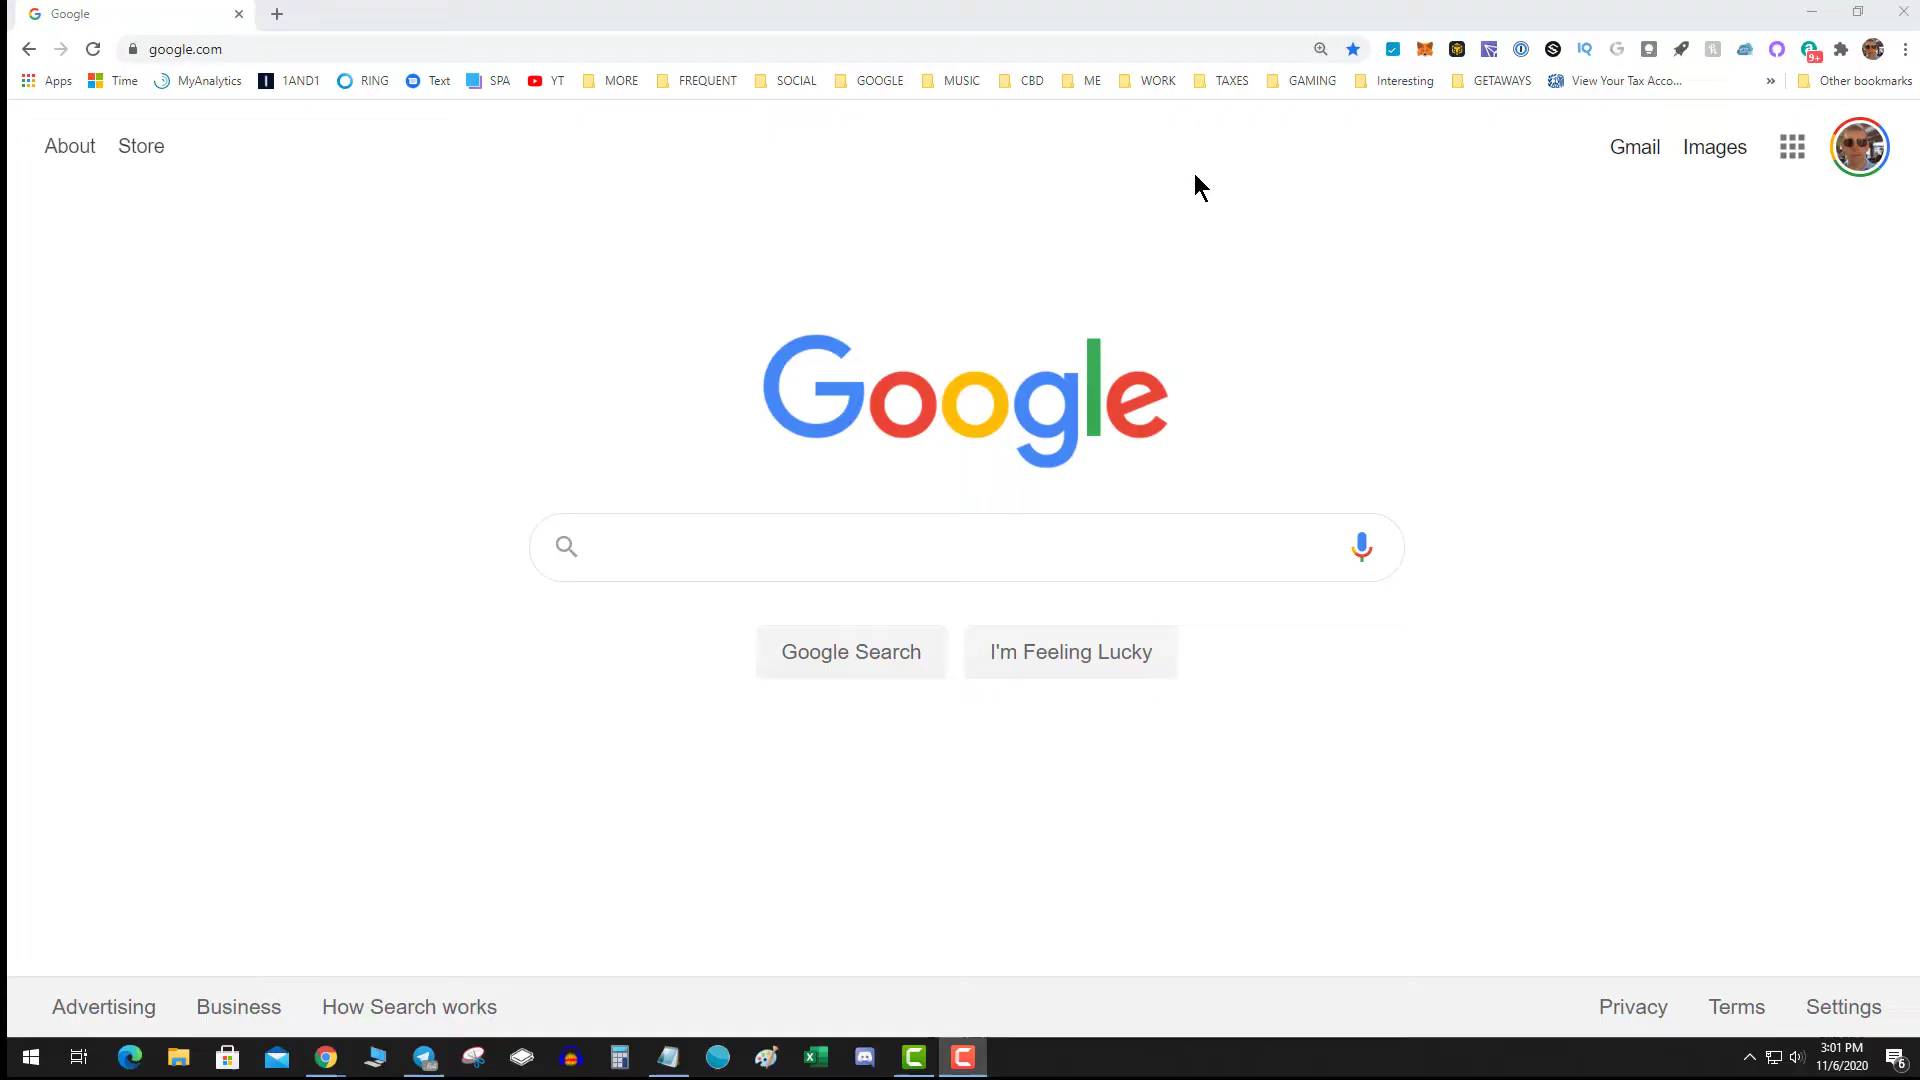 Google
google.com
Apps Time MyAnalytics 1AND1 RING Text SPA YT MORE FREQUENT SOCIAL GOOGLE MUSIC CBD ME WORK TAXES GAMING Interesting GETAWAYS View Your Tax Acco... » Other bookmarks
About Store Gmail Images
Google
Google Search I'm Feeling Lucky
Advertising Business How Search works Privacy Terms Settings
3:01 PM
11/6/2020
6
9+